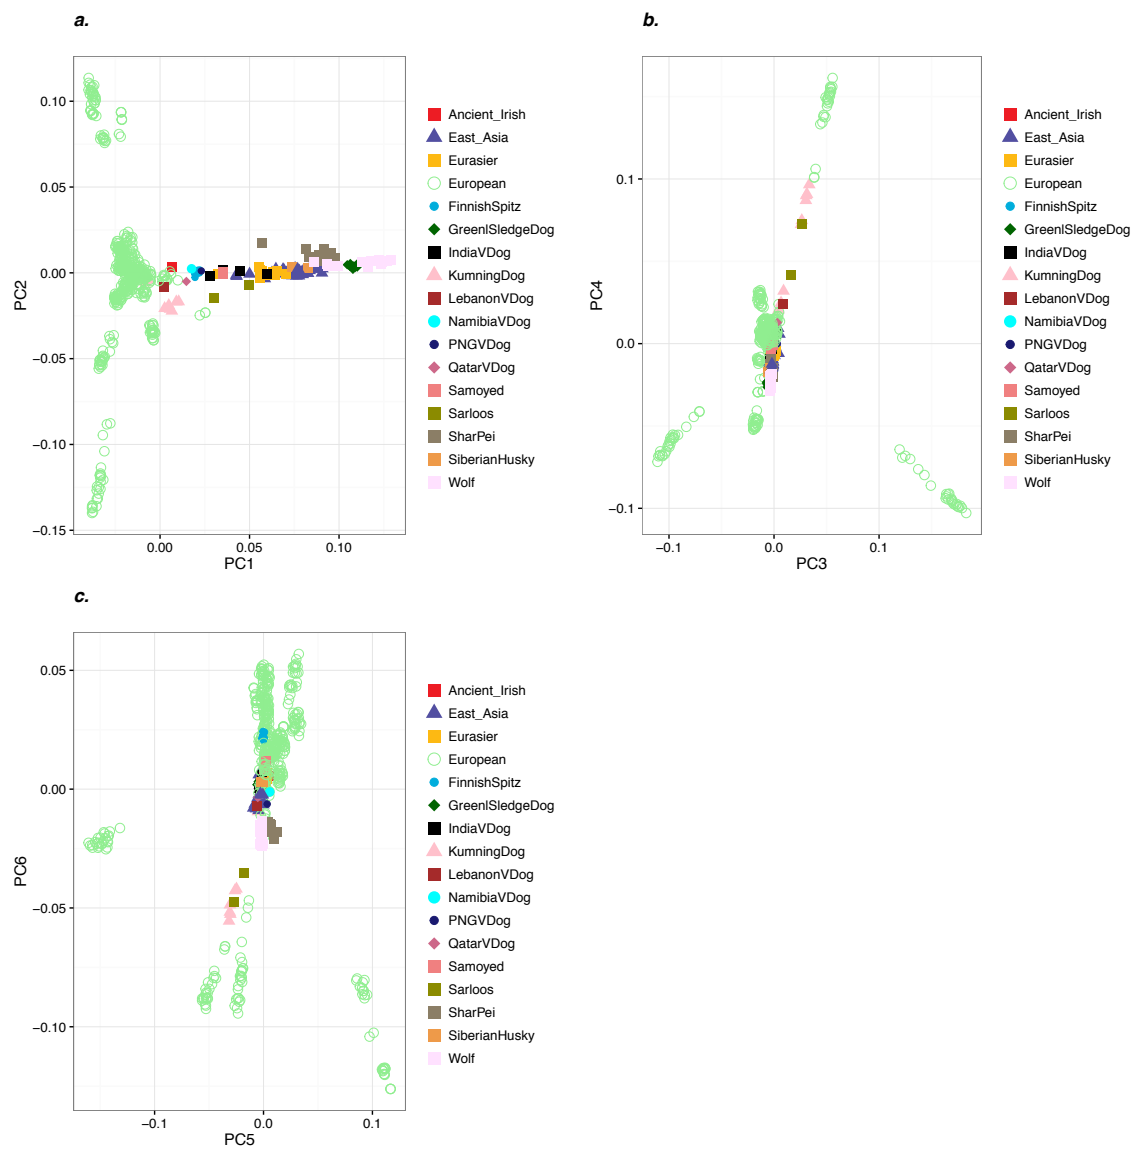 a.
0.10
0.05
0.00
−0.05
−0.10
−0.15
PC2
0.00
0.05
0.10
PC1
Ancient_Irish
East_Asia
Eurasier
European
FinnishSpitz
GreenlSledgeDog
IndiaVDog
KumningDog
LebanonVDog
NamibiaVDog
PNGVDog
QatarVDog
Samoyed
Sarloos
SharPei
SiberianHusky
Wolf
b.
0.1
0.0
−0.1
PC4
−0.1
0.0
0.1
PC3
Ancient_Irish
East_Asia
Eurasier
European
FinnishSpitz
GreenlSledgeDog
IndiaVDog
KumningDog
LebanonVDog
NamibiaVDog
PNGVDog
QatarVDog
Samoyed
Sarloos
SharPei
SiberianHusky
Wolf
c.
0.05
0.00
−0.05
−0.10
PC6
−0.1
0.0
0.1
PC5
Ancient_Irish
East_Asia
Eurasier
European
FinnishSpitz
GreenlSledgeDog
IndiaVDog
KumningDog
LebanonVDog
NamibiaVDog
PNGVDog
QatarVDog
Samoyed
Sarloos
SharPei
SiberianHusky
Wolf